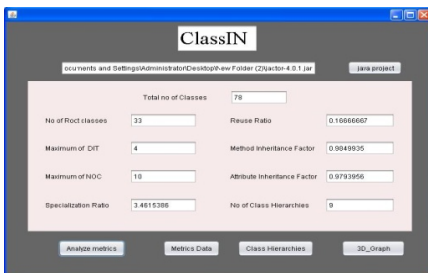 ClassIN
ocuments and Settings\Administrator\Desktop\New Folder (2)\jactor-4.0.1.jar jara project
Total no of Classes 78
No of Root classes 33 Reuse Ratio 0.16666667
Maximum of DIT 4 Method Inheritance Factor 0.9849935
Maximum of NOC 10 Attribute Inheritance Factor 0.9793956
Specialization Ratio 3.4615386 No of Class Hierarchies 9
Analyze metrics Metrics Data Class Hierarchies 3D_Graph